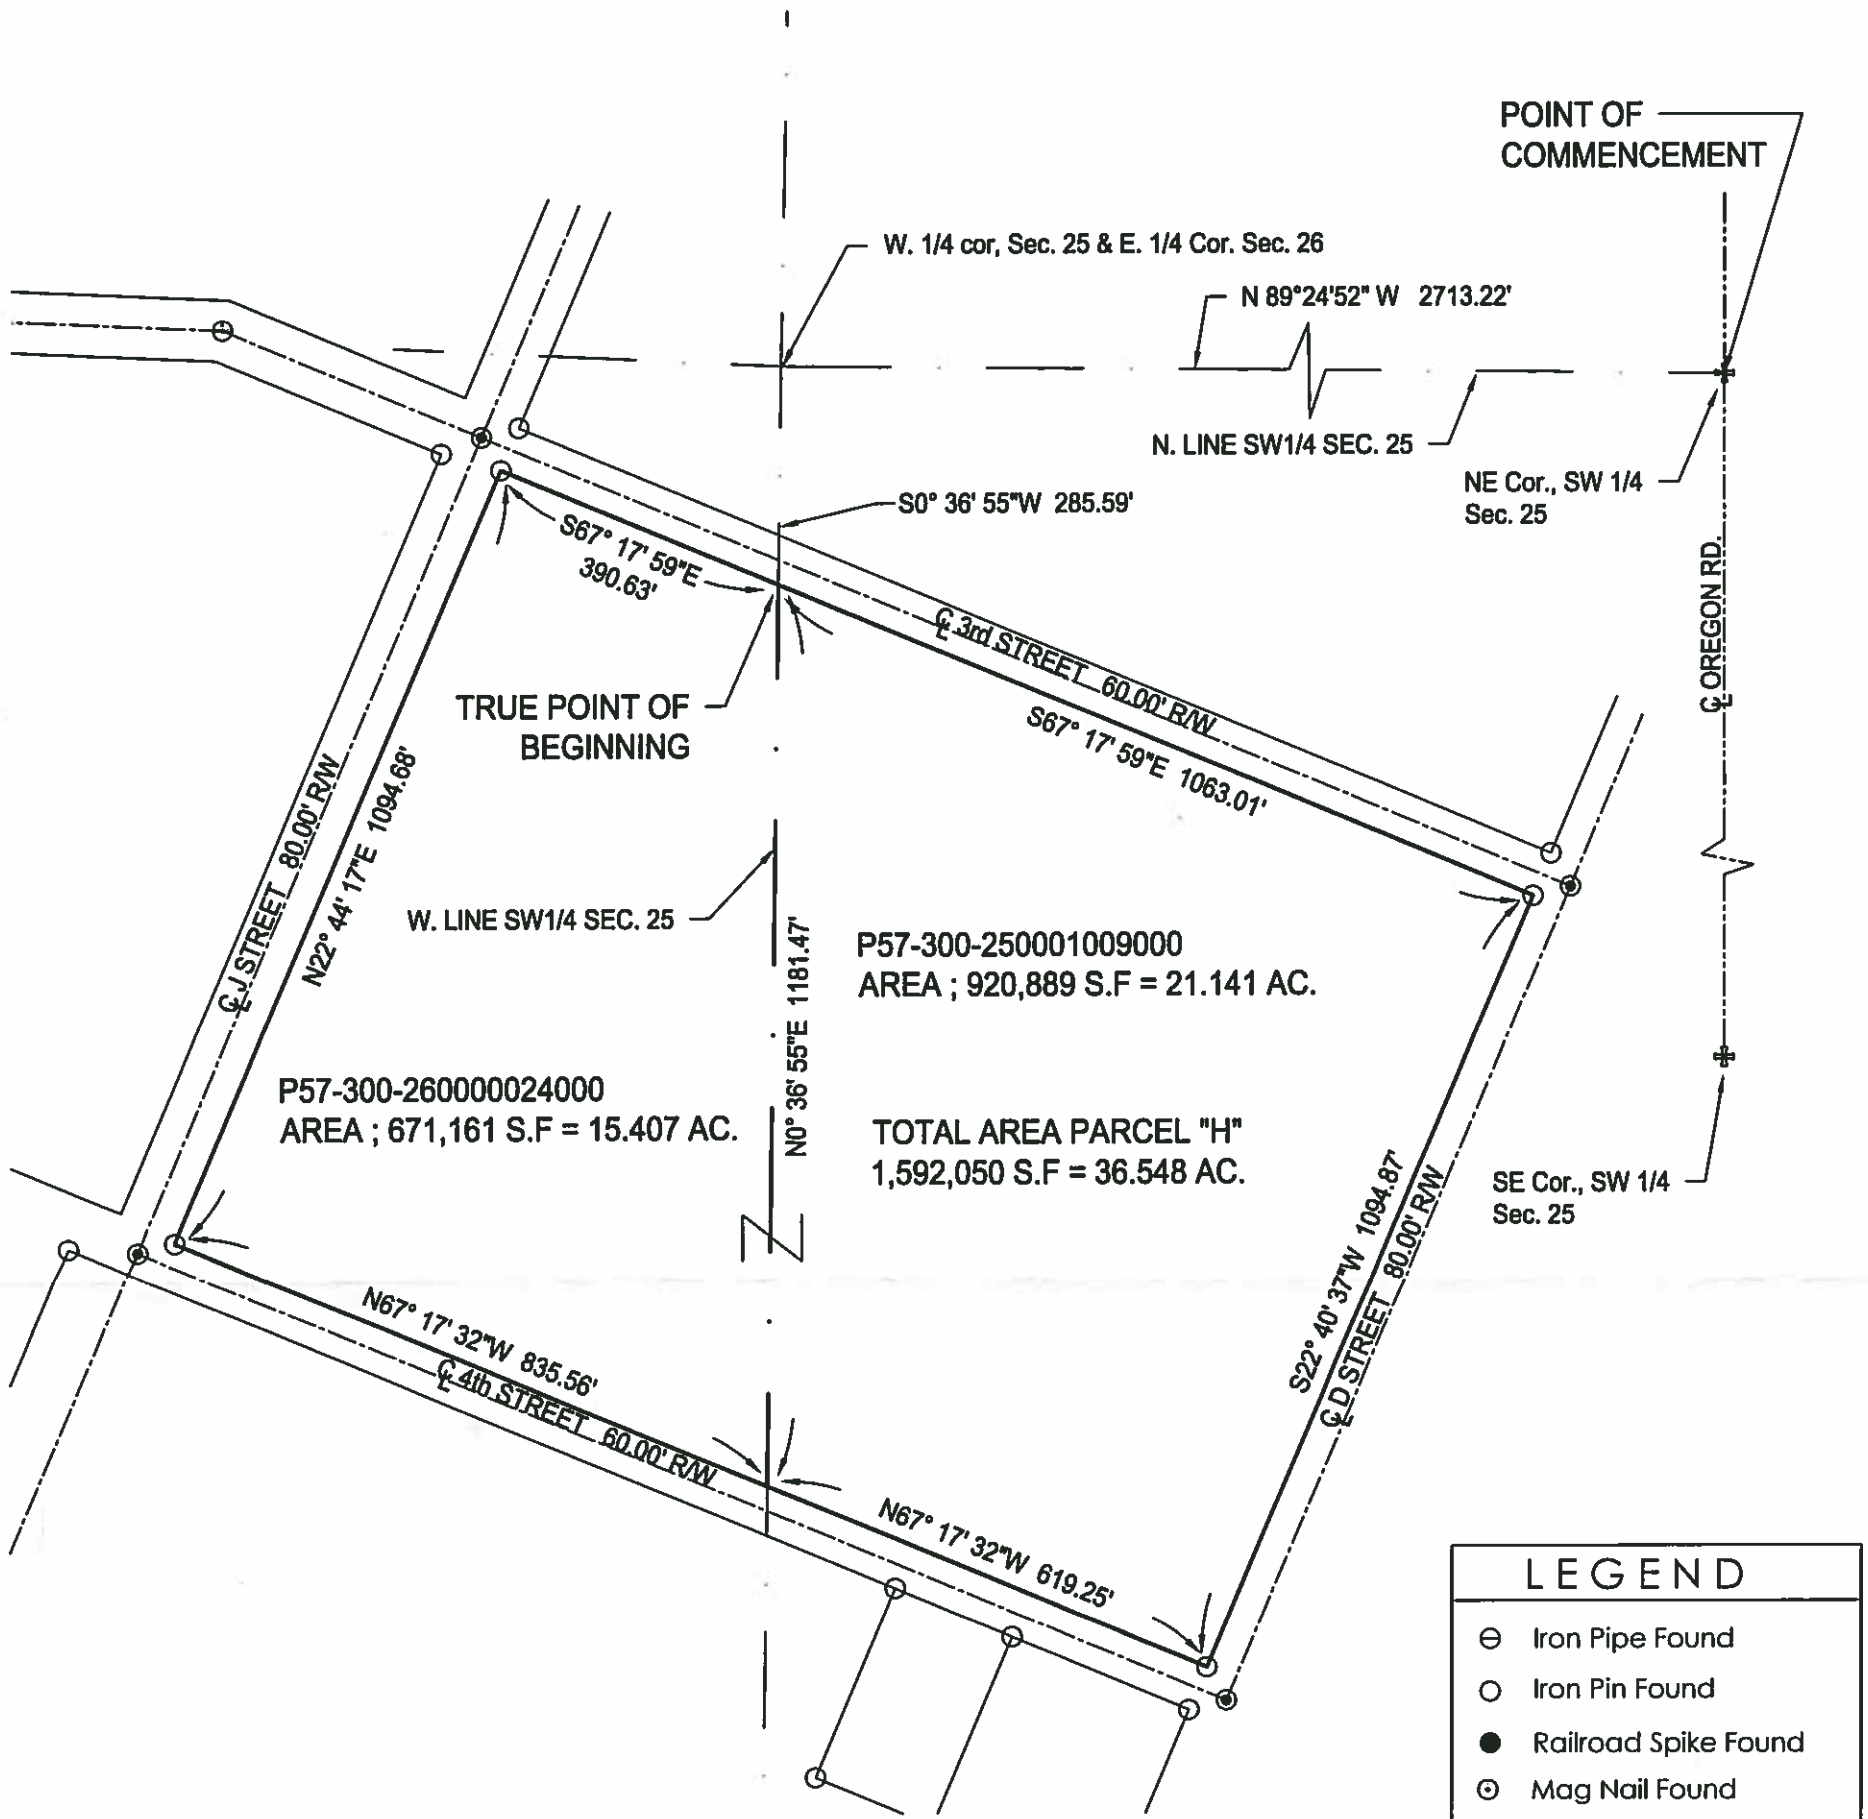 POINT OF
COMMENCEMENT
W. 1/4 cor, Sec. 25 & E. 1/4 Cor. Sec. 26
N 89°24'52" W 2713.22'
N. LINE SW1/4 SEC. 25
NE Cor., SW 1/4
Sec. 25
S0° 36' 55"W 285.59'
S67° 17' 59"E
390.63'
℄ OREGON RD.
℄ 3rd STREET 60.00' R/W
S67° 17' 59"E 1063.01'
TRUE POINT OF
BEGINNING
℄ J STREET 80.00' R/W
N22° 44' 17"E 1094.68'
W. LINE SW1/4 SEC. 25
N0° 36' 55"E 1181.47'
P57-300-250001009000
AREA ; 920,889 S.F = 21.141 AC.
P57-300-260000024000
AREA ; 671,161 S.F = 15.407 AC.
TOTAL AREA PARCEL "H"
1,592,050 S.F = 36.548 AC.
SE Cor., SW 1/4
Sec. 25
S22° 40' 37"W 1094.87'
℄ D STREET 80.00' R/W
N67° 17' 32"W 835.56'
℄ 4th STREET 60.00' R/W
N67° 17' 32"W 619.25'
LEGEND
Iron Pipe Found
Iron Pin Found
Railroad Spike Found
Mag Nail Found